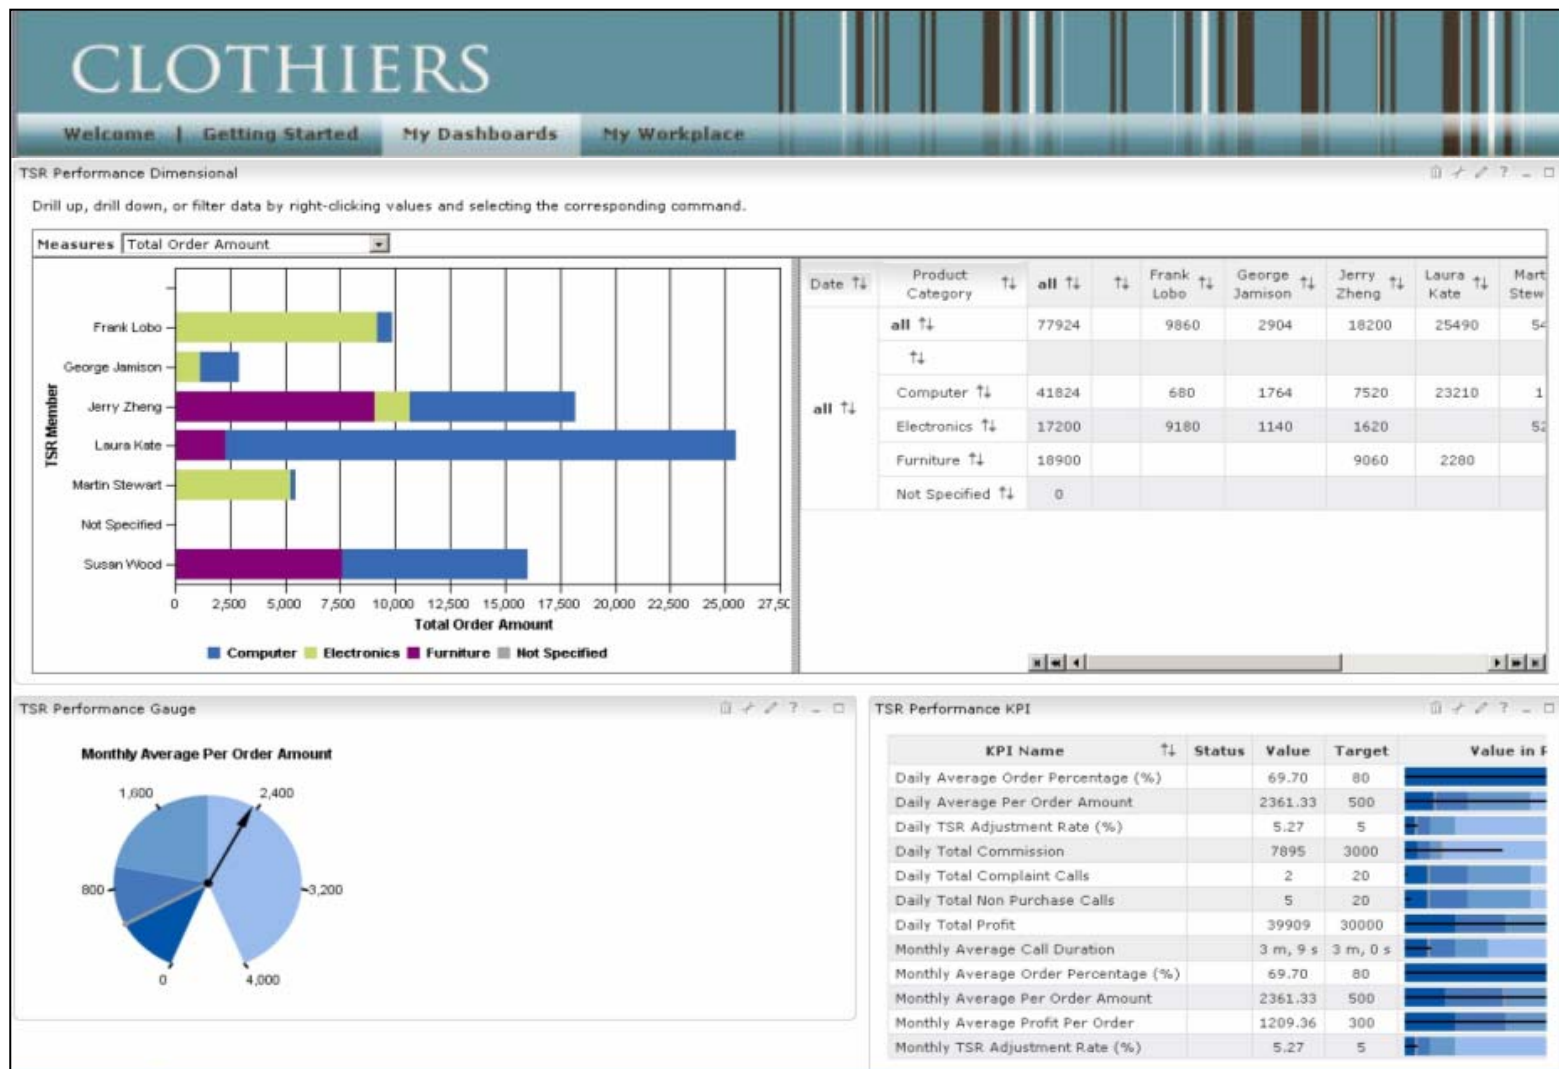 CLOTHIERS
Welcome | Getting Started My Dashboards My Workplace
TSR Performance Dimensional
Drill up, drill down, or filter data by right-clicking values and selecting the corresponding command.
Measures Total Order Amount
TSR Member
Frank Lobo
George Jamison
Jerry Zheng
Laura Kate
Martin Stewart
Not Specified
Susan Wood
0 2,500 5,000 7,500 10,000 12,500 15,000 17,500 20,000 22,500 25,000
Total Order Amount
Computer Electronics Furniture Not Specified
Date Product Category all Frank Lobo George Jamison Jerry Zheng Laura Kate Mart Stew
all
all 77924 9860 2904 18200 25490
Computer 41824 680 1764 7520 23210
Electronics 17200 9180 1140 1620
Furniture 18900 9060 2280
Not Specified 0
TSR Performance Gauge
Monthly Average Per Order Amount
1,600 2,400
800 3,200
0 4,000
TSR Performance KPI
KPI Name Status Value Target Value in
Daily Average Order Percentage (%) 69.70 80
Daily Average Per Order Amount 2361.33 500
Daily TSR Adjustment Rate (%) 5.27 5
Daily Total Commission 7895 3000
Daily Total Complaint Calls 2 20
Daily Total Non Purchase Calls 5 20
Daily Total Profit 39909 30000
Monthly Average Call Duration 3 m, 9 s 3 m, 0 s
Monthly Average Order Percentage (%) 69.70 80
Monthly Average Per Order Amount 2361.33 500
Monthly Average Profit Per Order 1209.36 300
Monthly TSR Adjustment Rate (%) 5.27 5